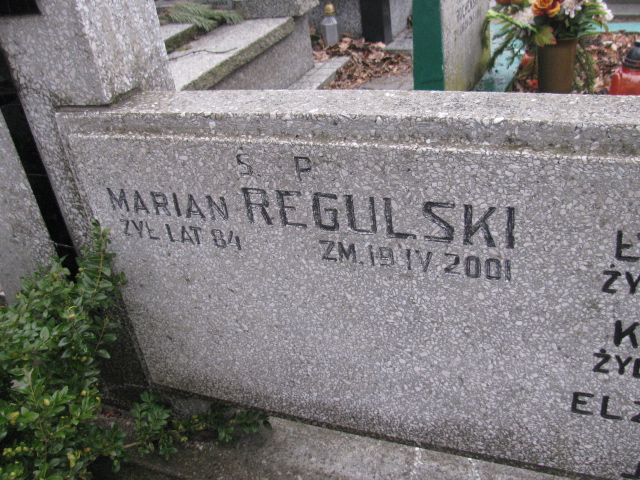 Ś P
MARIAN REGULSKI
ŻYŁ LAT 84 ZM. 19 IV 2001